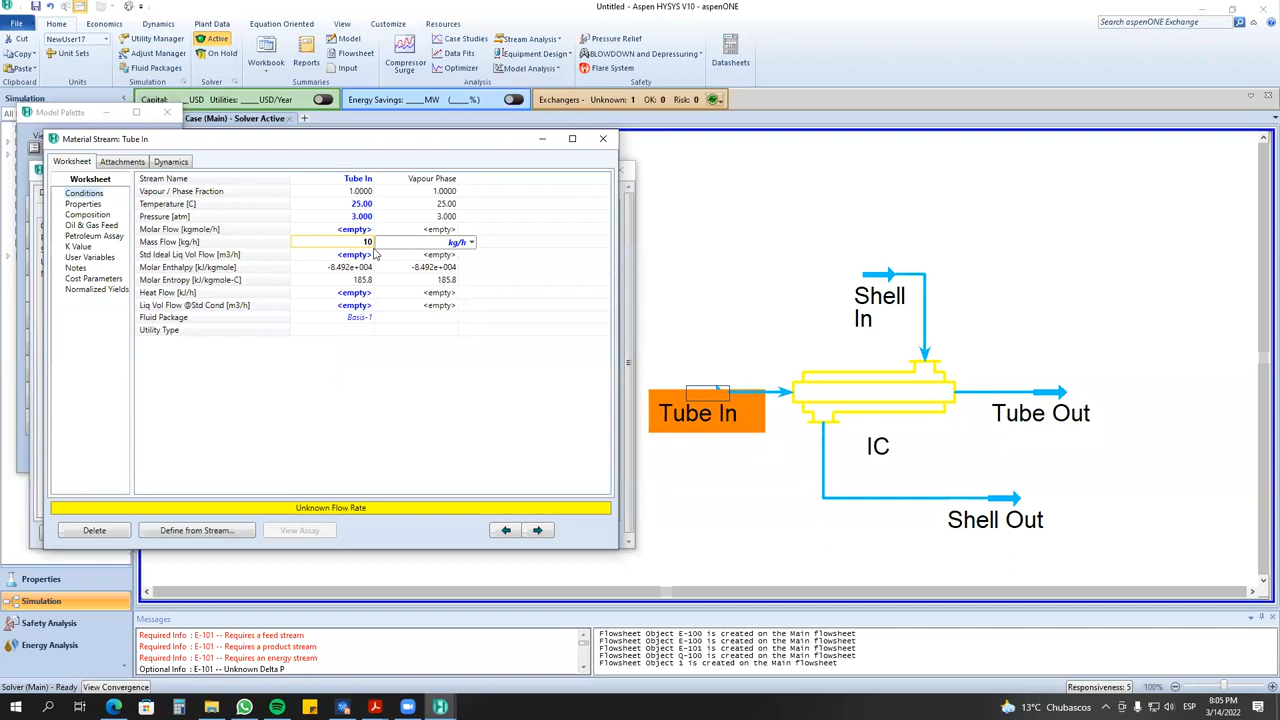 Untitled - Aspen HYSYS V10 - aspenONE
File Home Economics Dynamics Plant Data Equation Oriented View Customize Resources
Search aspenONE Exchange
Cut NewUser17 Utility Manager Active Model Case Studies Stream Analysis Pressure Relief
Copy Unit Sets Adjust Manager On Hold Flowsheet Data Fits Equipment Design BLOWDOWN and Depressuring
Paste Fluid Packages Workbook Reports Input Compressor Surge Optimizer Model Analysis Flare System Datasheets
Clipboard Units Simulation Solver Summaries Analysis Safety
Simulation Capital: USD Utilities: USD/Year Energy Savings: MW (%) Exchangers - Unknown: 1 OK: 0 Risk: 0
All Model Palette Case (Main) - Solver Active
Material Stream: Tube In
Worksheet Attachments Dynamics
Worksheet
Conditions
Properties
Composition
Oil & Gas Feed
Petroleum Assay
K Value
User Variables
Notes
Cost Parameters
Normalized Yields
Stream Name Tube In Vapour Phase
Vapour / Phase Fraction 1.0000 1.0000
Temperature [C] 25.00 25.00
Pressure [atm] 3.000 3.000
Molar Flow [kgmole/h] <empty> <empty>
Mass Flow [kg/h] 10 kg/h
Std Ideal Liq Vol Flow [m3/h] <empty> <empty>
Molar Enthalpy [kJ/kgmole] -8.492e+004 -8.492e+004
Molar Entropy [kJ/kgmole-C] 185.8 185.8
Heat Flow [kJ/h] <empty> <empty>
Liq Vol Flow @Std Cond [m3/h] <empty> <empty>
Fluid Package Basis-1
Utility Type
Unknown Flow Rate
Delete Define from Stream... View Assay
Shell
In
Tube In
Tube Out
IC
Shell Out
Properties
Simulation
Safety Analysis
Energy Analysis
Messages
Required Info : E-101 -- Requires a feed stream
Required Info : E-101 -- Requires a product stream
Required Info : E-101 -- Requires an energy stream
Optional Info : E-101 -- Unknown Delta P
Flowsheet Object E-100 is created on the Main flowsheet
Flowsheet Object E-100 is created on the Main flowsheet
Flowsheet Object E-101 is created on the Main flowsheet
Flowsheet Object Q-100 is created on the Main flowsheet
Flowsheet Object 1 is created on the Main flowsheet
Solver (Main) - Ready View Convergence Responsiveness: 5 100%
13°C Chubascos ESP 8:05 PM
3/14/2022